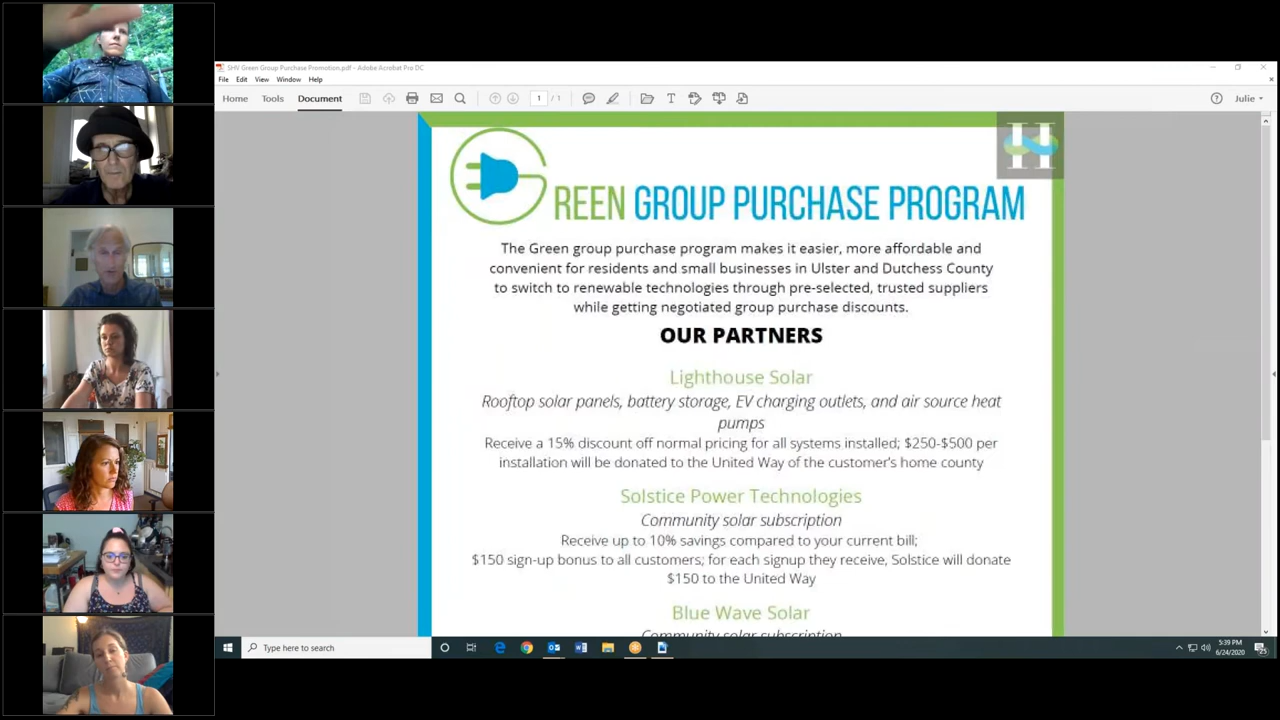 SHV Green Group Purchase Promotion.pdf - Adobe Acrobat Pro DC
File Edit View Window Help
Home Tools Document 1 / 1 Julie
H
REEN GROUP PURCHASE PROGRAM
The Green group purchase program makes it easier, more affordable and
convenient for residents and small businesses in Ulster and Dutchess County
to switch to renewable technologies through pre-selected, trusted suppliers
while getting negotiated group purchase discounts.
OUR PARTNERS
Lighthouse Solar
Rooftop solar panels, battery storage, EV charging outlets, and air source heat
pumps
Receive a 15% discount off normal pricing for all systems installed; $250-$500 per
installation will be donated to the United Way of the customer's home county
Solstice Power Technologies
Community solar subscription
Receive up to 10% savings compared to your current bill;
$150 sign-up bonus to all customers; for each signup they receive, Solstice will donate
$150 to the United Way
Blue Wave Solar
Community solar subscription
Type here to search
5:39 PM
6/24/2020
25